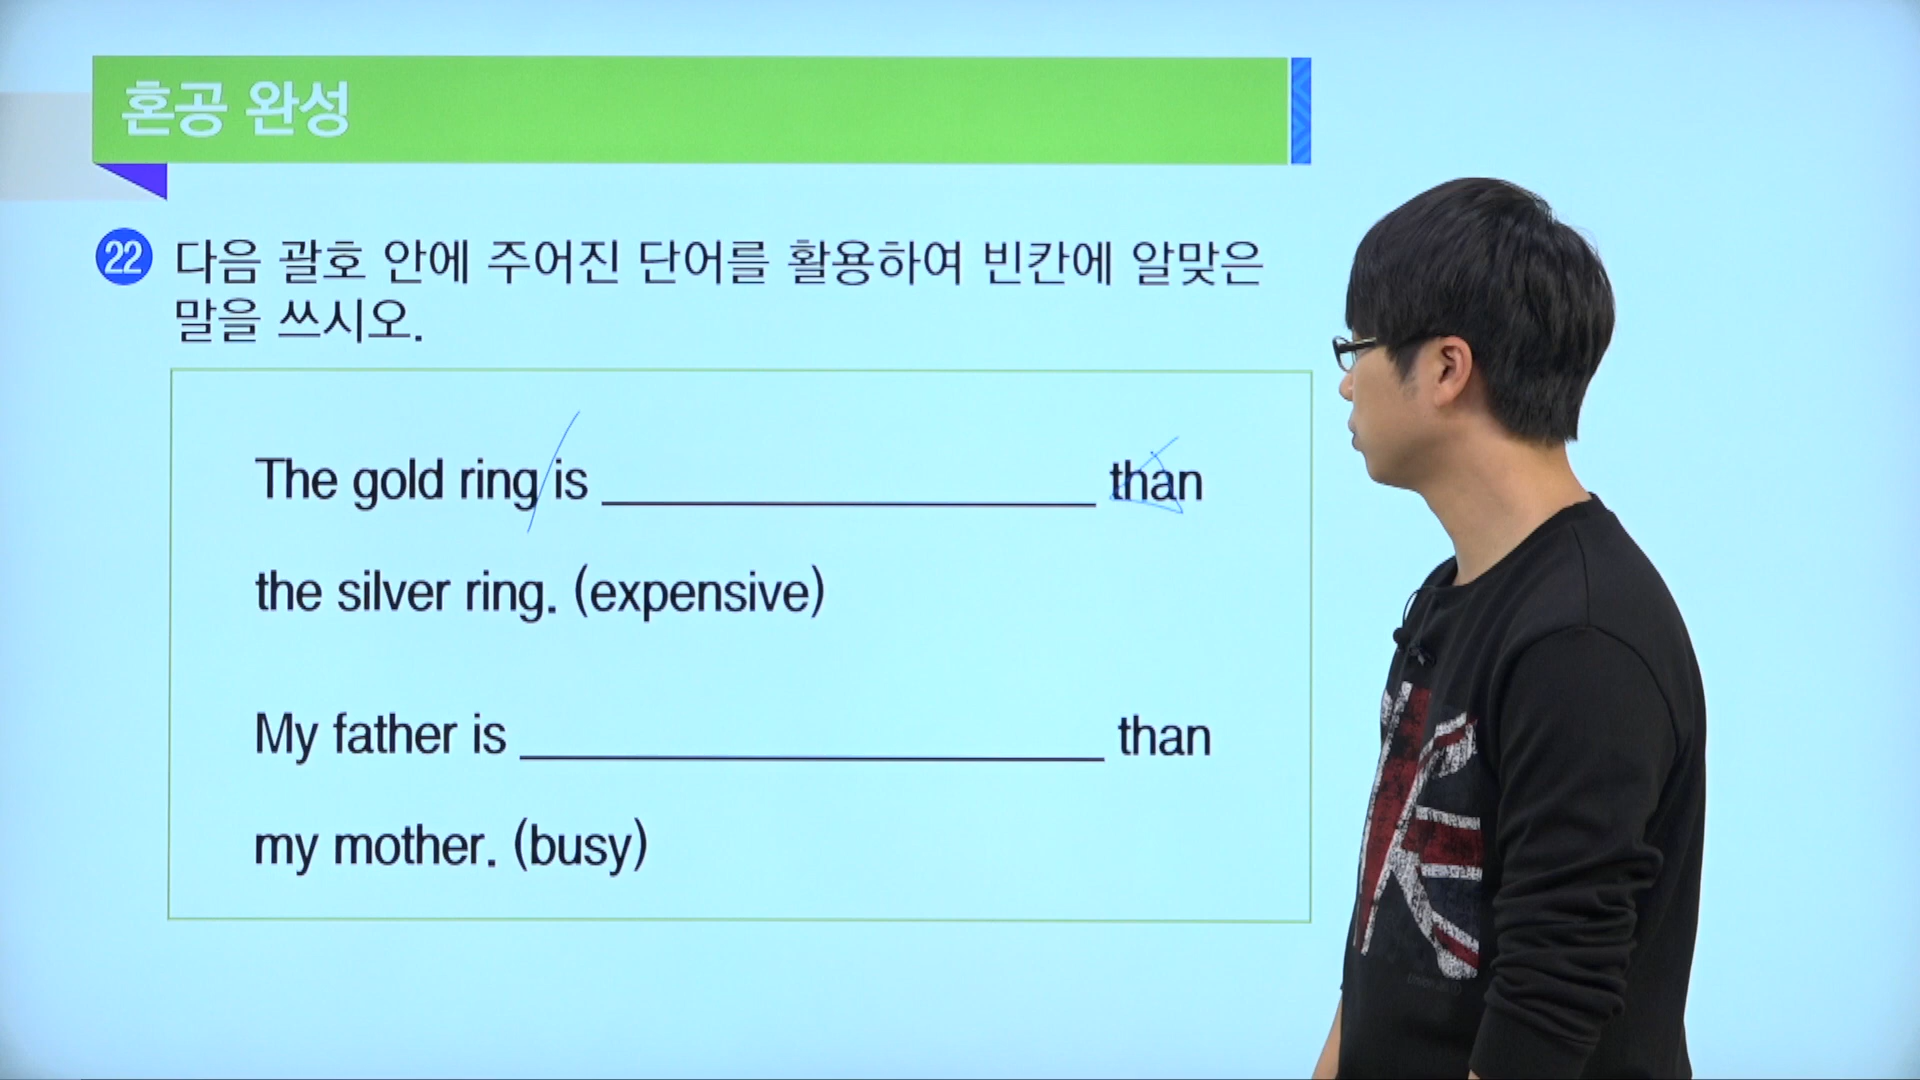 혼공 완성
22 다음 괄호 안에 주어진 단어를 활용하여 빈칸에 알맞은
말을 쓰시오.
The gold ring is ____________ than
the silver ring. (expensive)
My father is ____________ than
my mother. (busy)